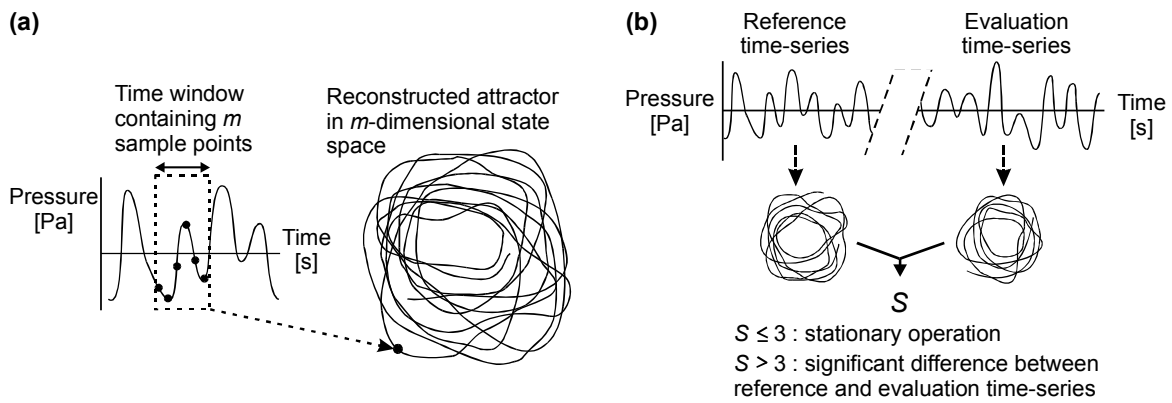 (a)
Time window
containing m
sample points
Reconstructed attractor
in m-dimensional state
space
Pressure
[Pa]
Time
[s]
(b)
Reference
time-series
Evaluation
time-series
Pressure
[Pa]
Time
[s]
S
S ≤ 3 : stationary operation
S > 3 : significant difference between
reference and evaluation time-series